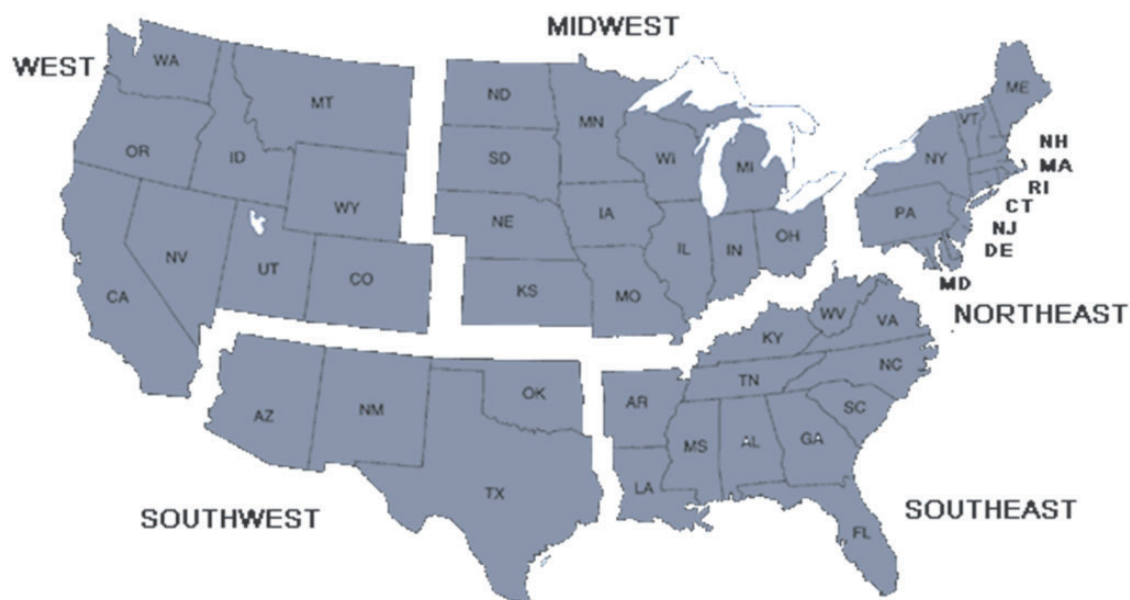 MIDWEST
WEST
WA
MT
ND
MN
ME
VT
OR
ID
SD
WI
MI
NY
NH
MA
WY
RI
NE
IA
PA
CT
NV
UT
CO
IL
IN
OH
NJ
DE
CA
KS
MO
MD
WV
VA
NORTHEAST
KY
NC
TN
AZ
NM
OK
AR
SC
MS
AL
GA
TX
LA
SOUTHWEST
SOUTHEAST
FL